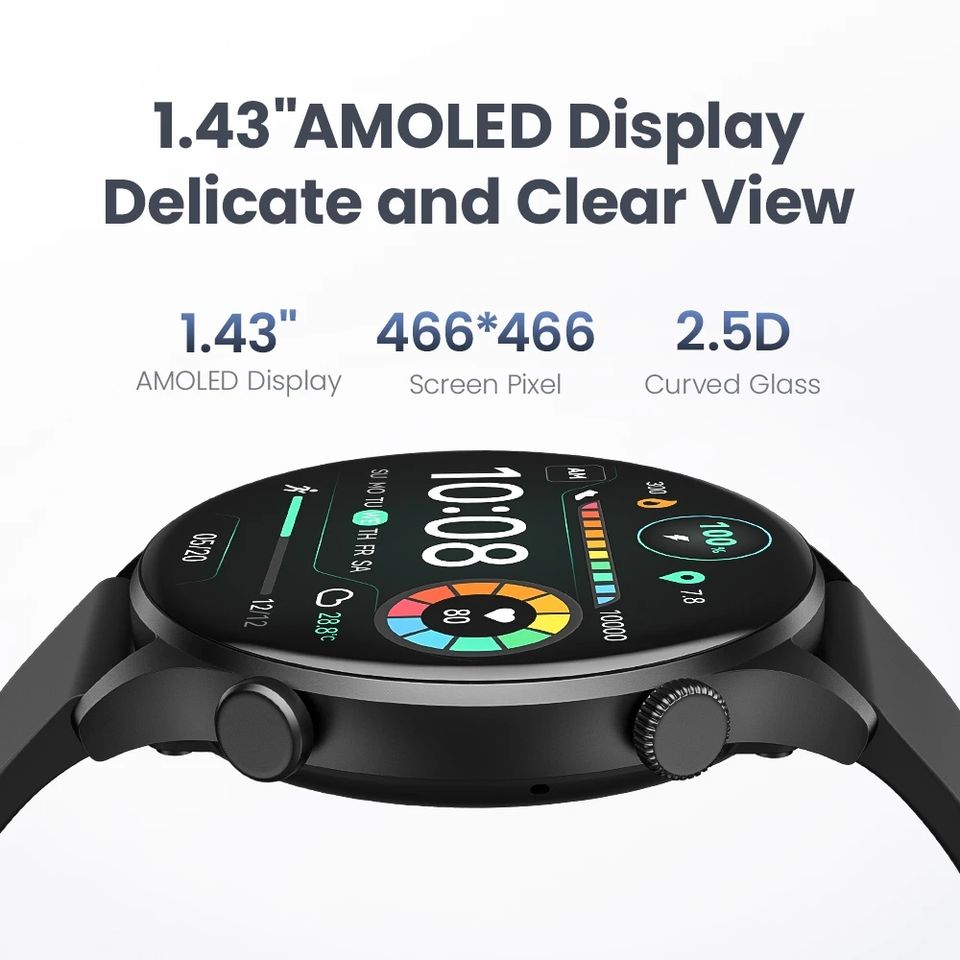 1.43"AMOLED Display
Delicate and Clear View
1.43"
AMOLED Display
466*466
Screen Pixel
2.5D
Curved Glass
AM
10:08
SU MO TU WE TH FR SA
05/20
12/12
28.8°C
80
10000
300
100%
7.8